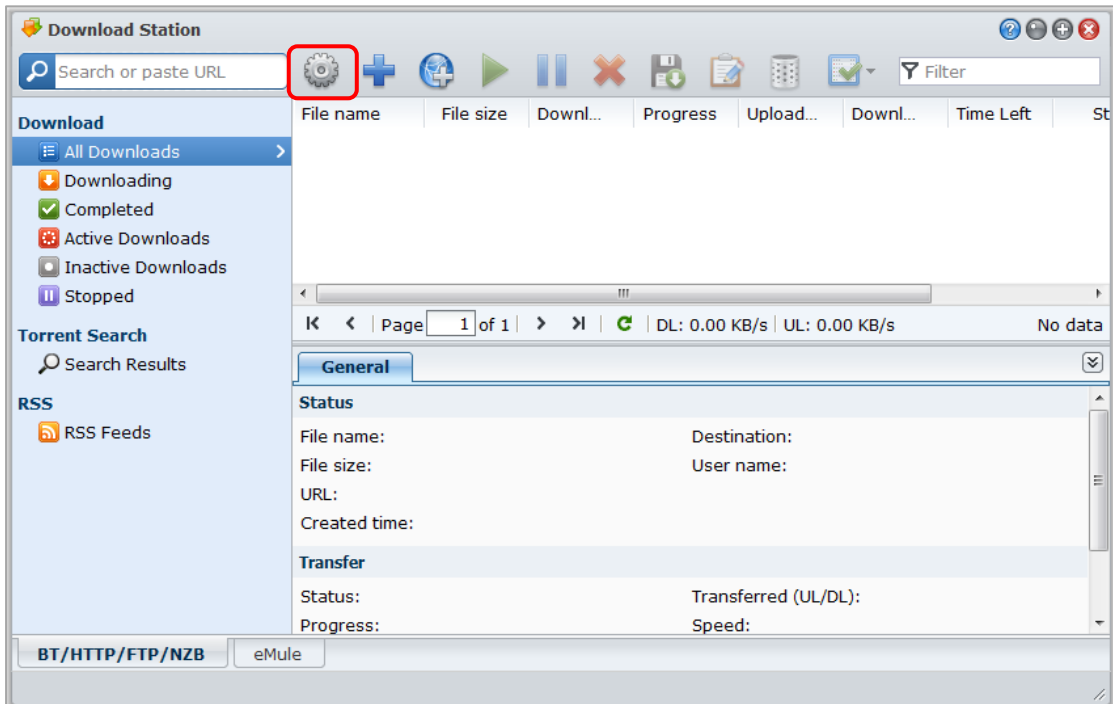 Download Station
Search or paste URL
Filter
Download
All Downloads
Downloading
Completed
Active Downloads
Inactive Downloads
Stopped
Torrent Search
Search Results
RSS
RSS Feeds
File name File size Downl... Progress Upload... Downl... Time Left St
Page 1 of 1 DL: 0.00 KB/s UL: 0.00 KB/s No data
General
Status
File name: Destination:
File size: User name:
URL:
Created time:
Transfer
Status: Transferred (UL/DL):
Progress: Speed:
BT/HTTP/FTP/NZB eMule